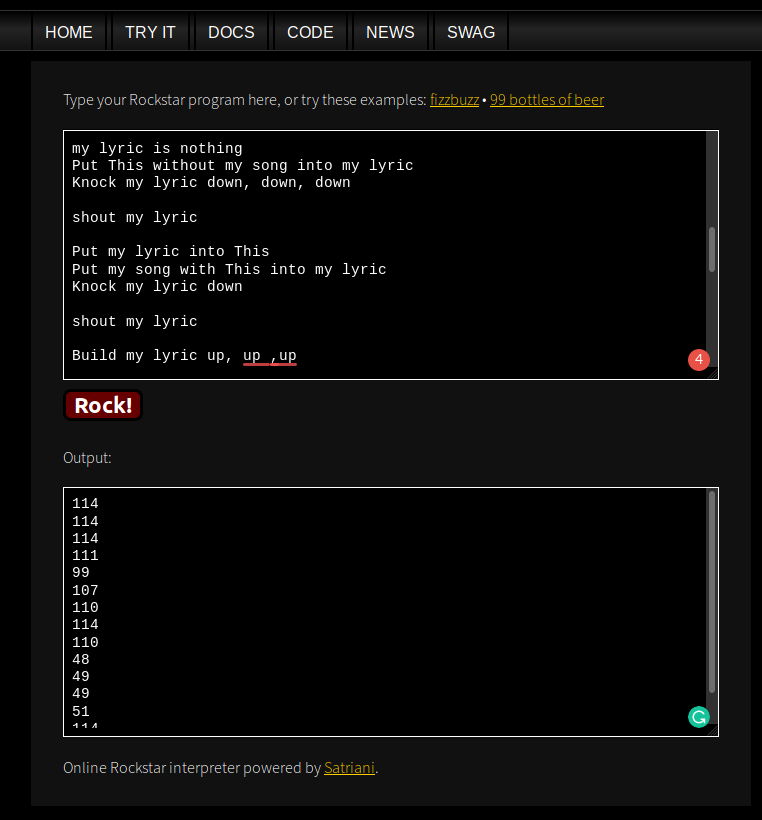 HOME TRY IT DOCS CODE NEWS SWAG
Type your Rockstar program here, or try these examples: fizzbuzz • 99 bottles of beer
my lyric is nothing
Put This without my song into my lyric
Knock my lyric down, down, down
shout my lyric
Put my lyric into This
Put my song with This into my lyric
Knock my lyric down
shout my lyric
Build my lyric up, up ,up
4
Rock!
Output:
114
114
114
111
99
107
110
114
110
48
49
49
51
114
Online Rockstar interpreter powered by Satriani.